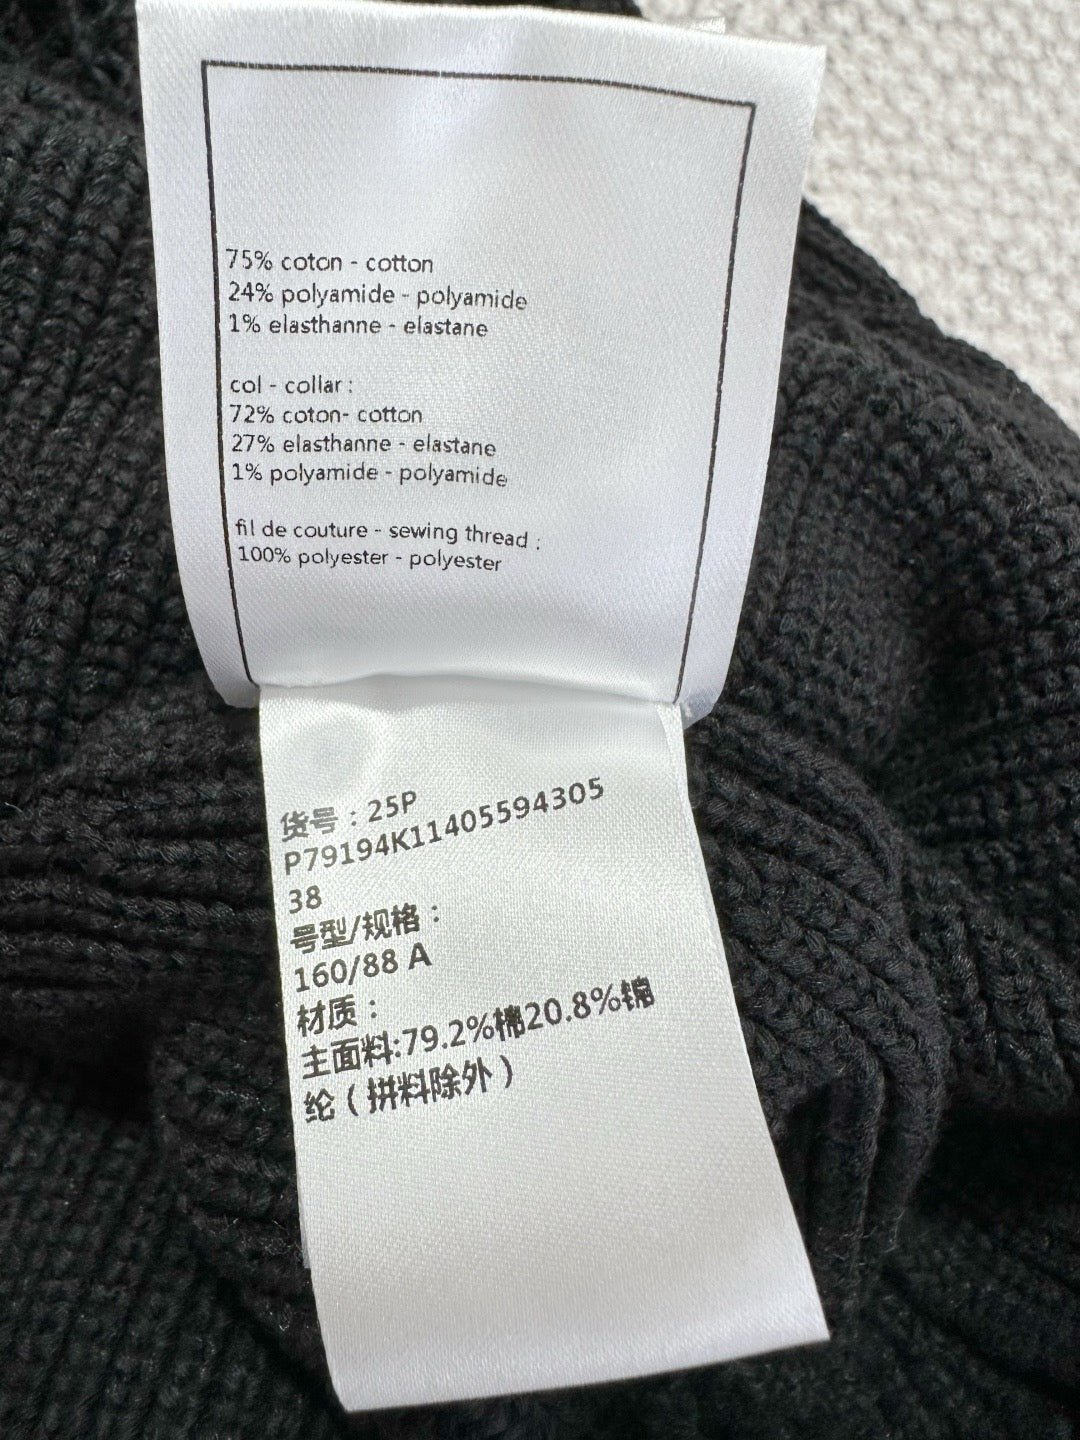 75% coton - cotton
24% polyamide - polyamide
1% elasthanne - elastane
col - collar :
72% coton- cotton
27% elasthanne - elastane
1% polyamide - polyamide
fil de couture - sewing thread :
100% polyester - polyester
货号：25P
P79194K11405594305
38
号型/规格：
160/88 A
材质：
主面料:79.2%棉20.8%锦
纶（拼料除外）